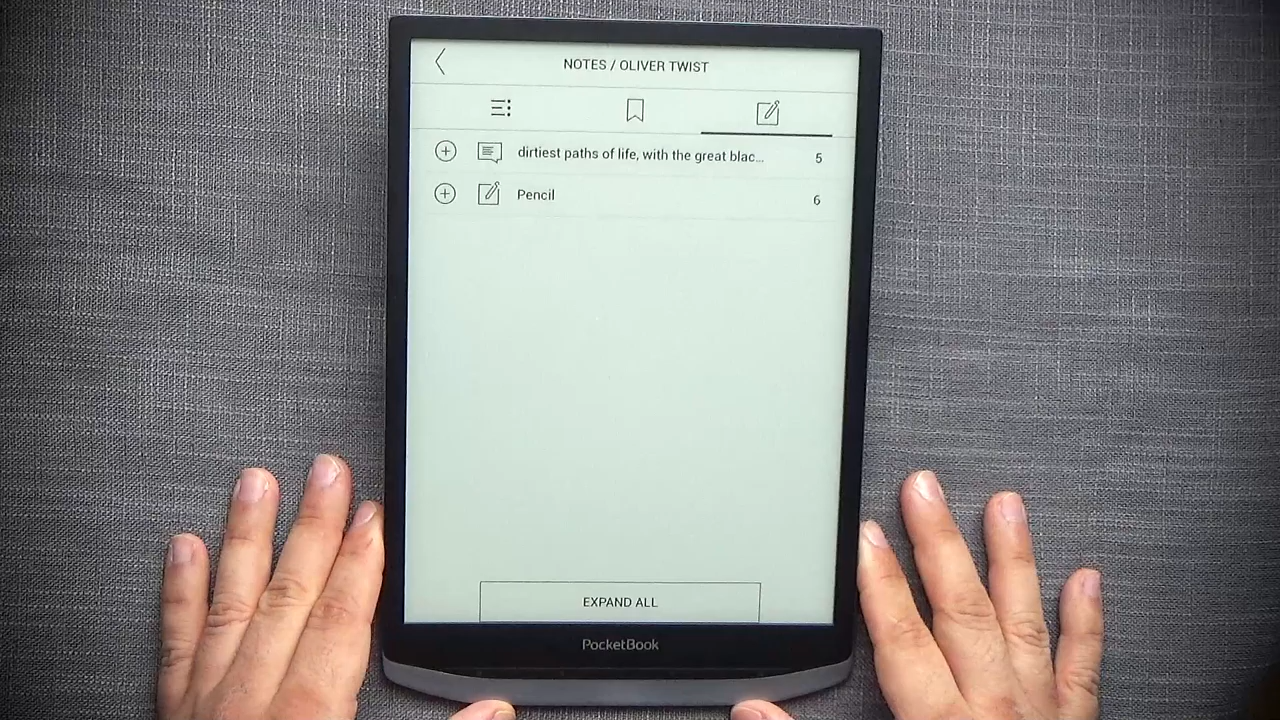 NOTES / OLIVER TWIST
dirtiest paths of life, with the great blac... 5
Pencil 6
EXPAND ALL
PocketBook